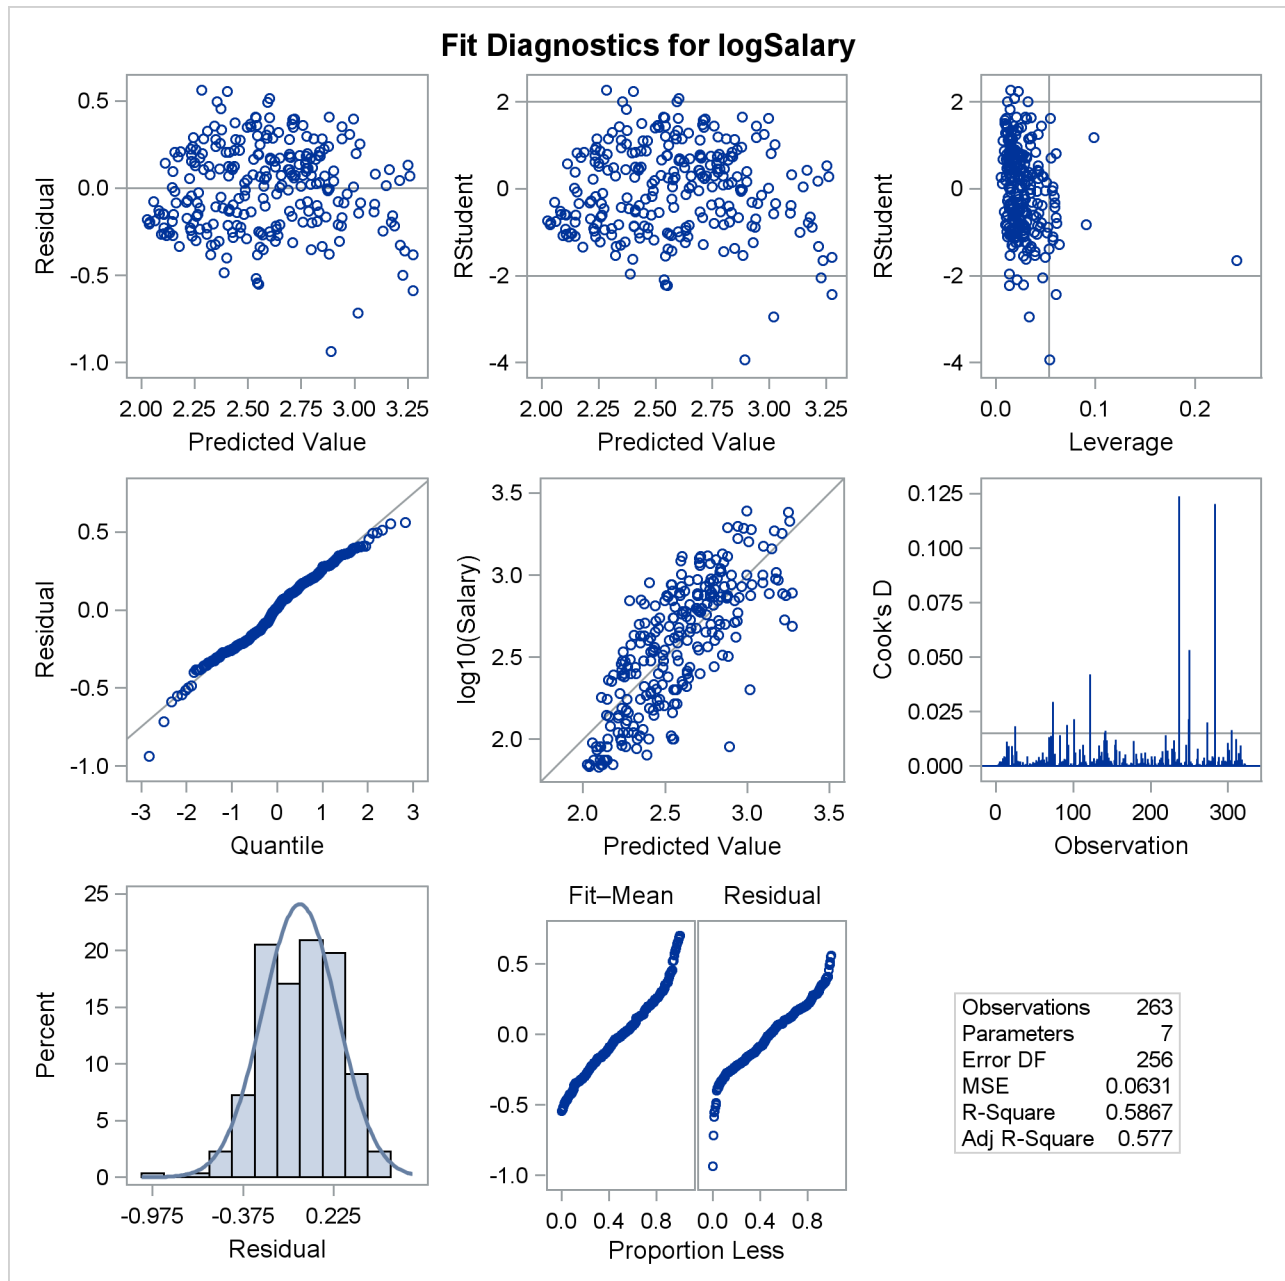 Fit Diagnostics for logSalary
Residual
0.5
0.0
-0.5
-1.0
2.00 2.25 2.50 2.75 3.00 3.25
Predicted Value
RStudent
2
0
-2
-4
2.00 2.25 2.50 2.75 3.00 3.25
Predicted Value
RStudent
2
0
-2
-4
0.0 0.1 0.2
Leverage
Residual
0.5
0.0
-0.5
-1.0
-3 -2 -1 0 1 2 3
Quantile
log10(Salary)
3.5
3.0
2.5
2.0
2.0 2.5 3.0 3.5
Predicted Value
Cook's D
0.125
0.100
0.075
0.050
0.025
0.000
0 100 200 300
Observation
Percent
25
20
15
10
5
0
-0.975 -0.375 0.225
Residual
Fit–Mean Residual
0.5
0.0
-0.5
-1.0
0.0 0.4 0.8 0.0 0.4 0.8
Proportion Less
Observations 263
Parameters 7
Error DF 256
MSE 0.0631
R-Square 0.5867
Adj R-Square 0.577